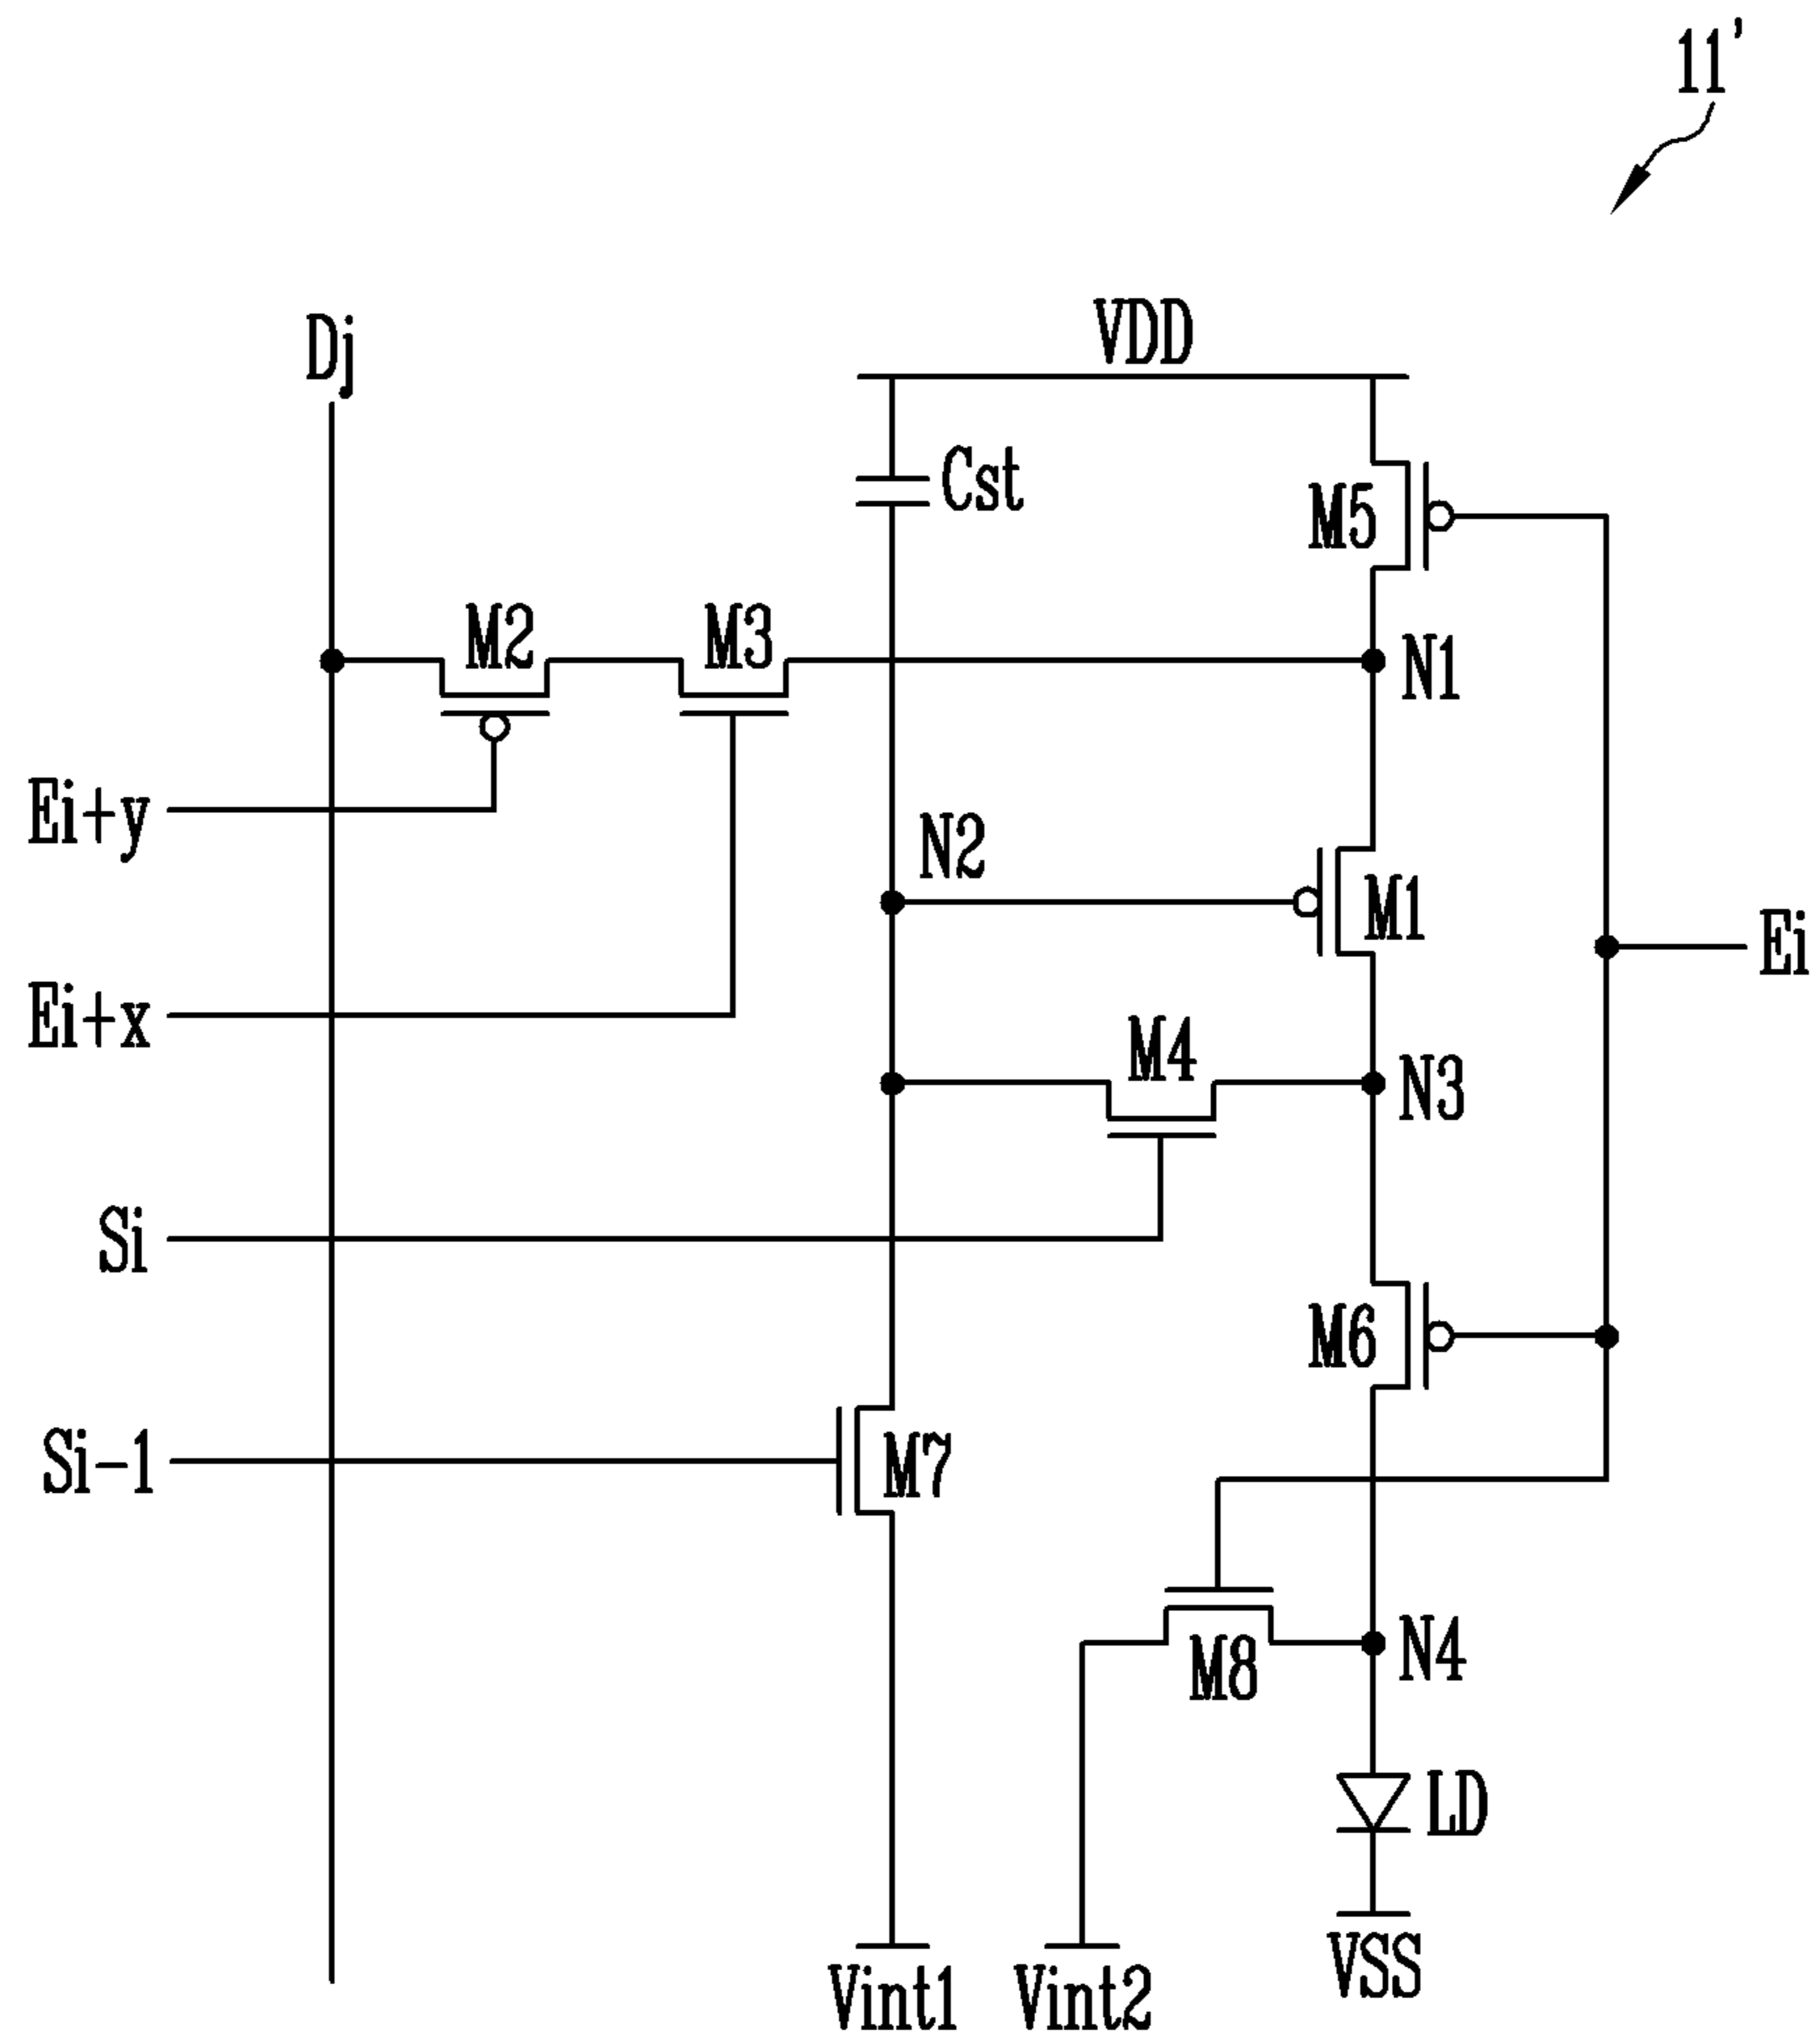 11'
VDD
Dj
Cst
M5
M2
M3
N1
Ei+y
N2
M1
Ei
Ei+x
M4
N3
Si
M6
Si-1
M7
N4
M8
LD
VSS
Vint1
Vint2